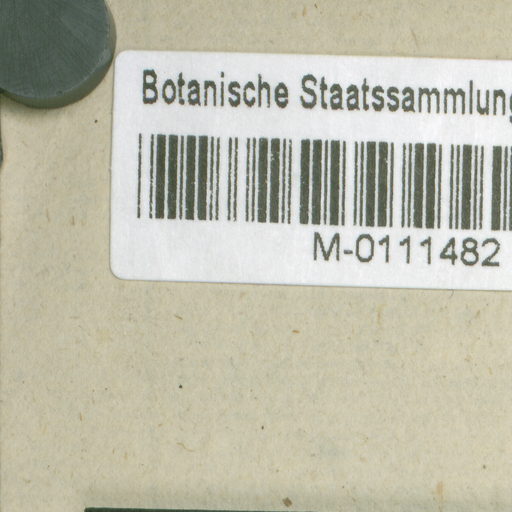 Botanische Staatssammlung
M-0111482